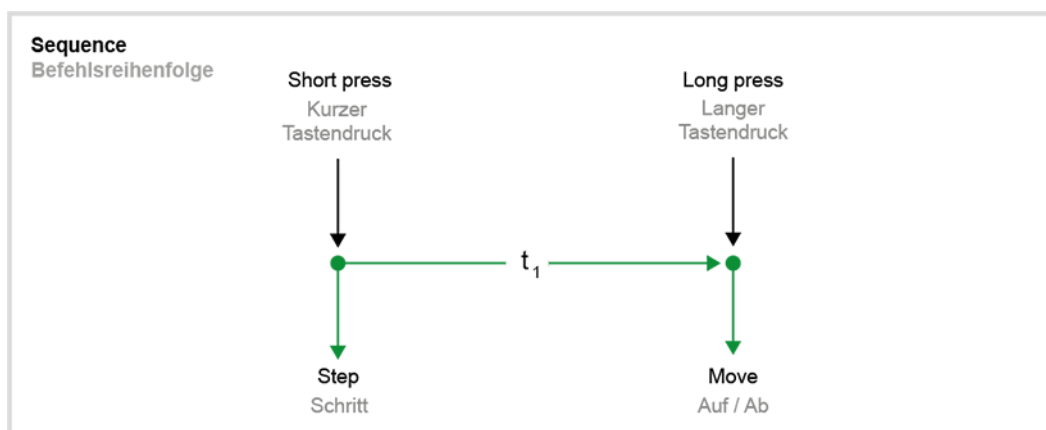 Sequence
Befehlsreihenfolge
Short press
Kurzer
Tastendruck
Long press
Langer
Tastendruck
t1
Step
Schritt
Move
Auf / Ab